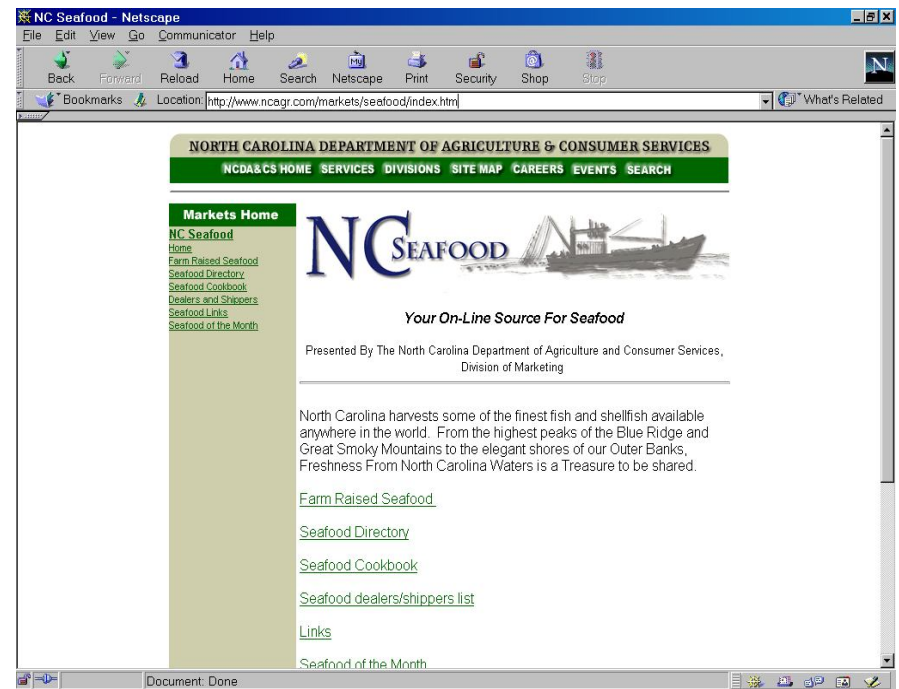 NC Seafood - Netscape
File Edit View Go Communicator Help
Back Forward Reload Home Search Netscape Print Security Shop Stop
My
N
Bookmarks Location: http://www.ncagr.com/markets/seafood/index.htm What's Related
NORTH CAROLINA DEPARTMENT OF AGRICULTURE & CONSUMER SERVICES
NCDA&CS HOME SERVICES DIVISIONS SITE MAP CAREERS EVENTS SEARCH
Markets Home
NC Seafood
Home
Farm Raised Seafood
Seafood Directory
Seafood Cookbook
Dealers and Shippers
Seafood Links
Seafood of the Month
NC SEAFOOD
Your On-Line Source For Seafood
Presented By The North Carolina Department of Agriculture and Consumer Services,
Division of Marketing
North Carolina harvests some of the finest fish and shellfish available
anywhere in the world. From the highest peaks of the Blue Ridge and
Great Smoky Mountains to the elegant shores of our Outer Banks,
Freshness From North Carolina Waters is a Treasure to be shared.
Farm Raised Seafood
Seafood Directory
Seafood Cookbook
Seafood dealers/shippers list
Links
Seafood of the Month
Document: Done